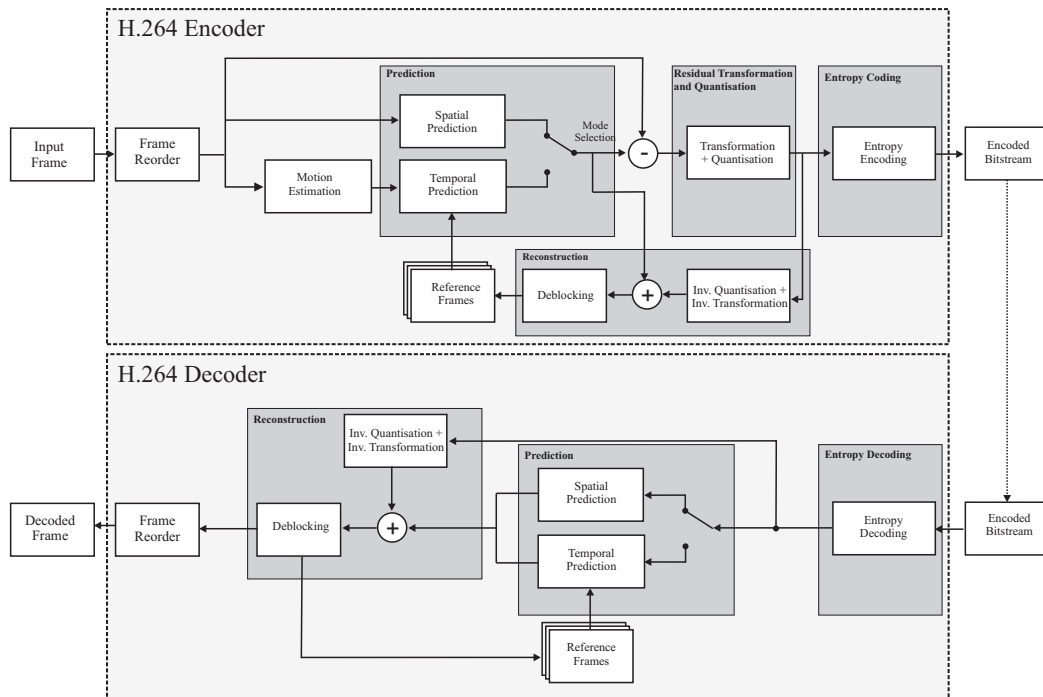 H.264 Encoder
Prediction
Residual Transformation
and Quantisation
Entropy Coding
Input
Frame
Frame
Reorder
Spatial
Prediction
Mode
Selection
-
Transformation
+ Quantisation
Entropy
Encoding
Encoded
Bitstream
Motion
Estimation
Temporal
Prediction
Reconstruction
Reference
Frames
Deblocking
+
Inv. Quantisation +
Inv. Transformation
H.264 Decoder
Reconstruction
Inv. Quantisation +
Inv. Transformation
Prediction
Entropy Decoding
Spatial
Prediction
Decoded
Frame
Frame
Reorder
Deblocking
+
Temporal
Prediction
Entropy
Decoding
Encoded
Bitstream
Reference
Frames